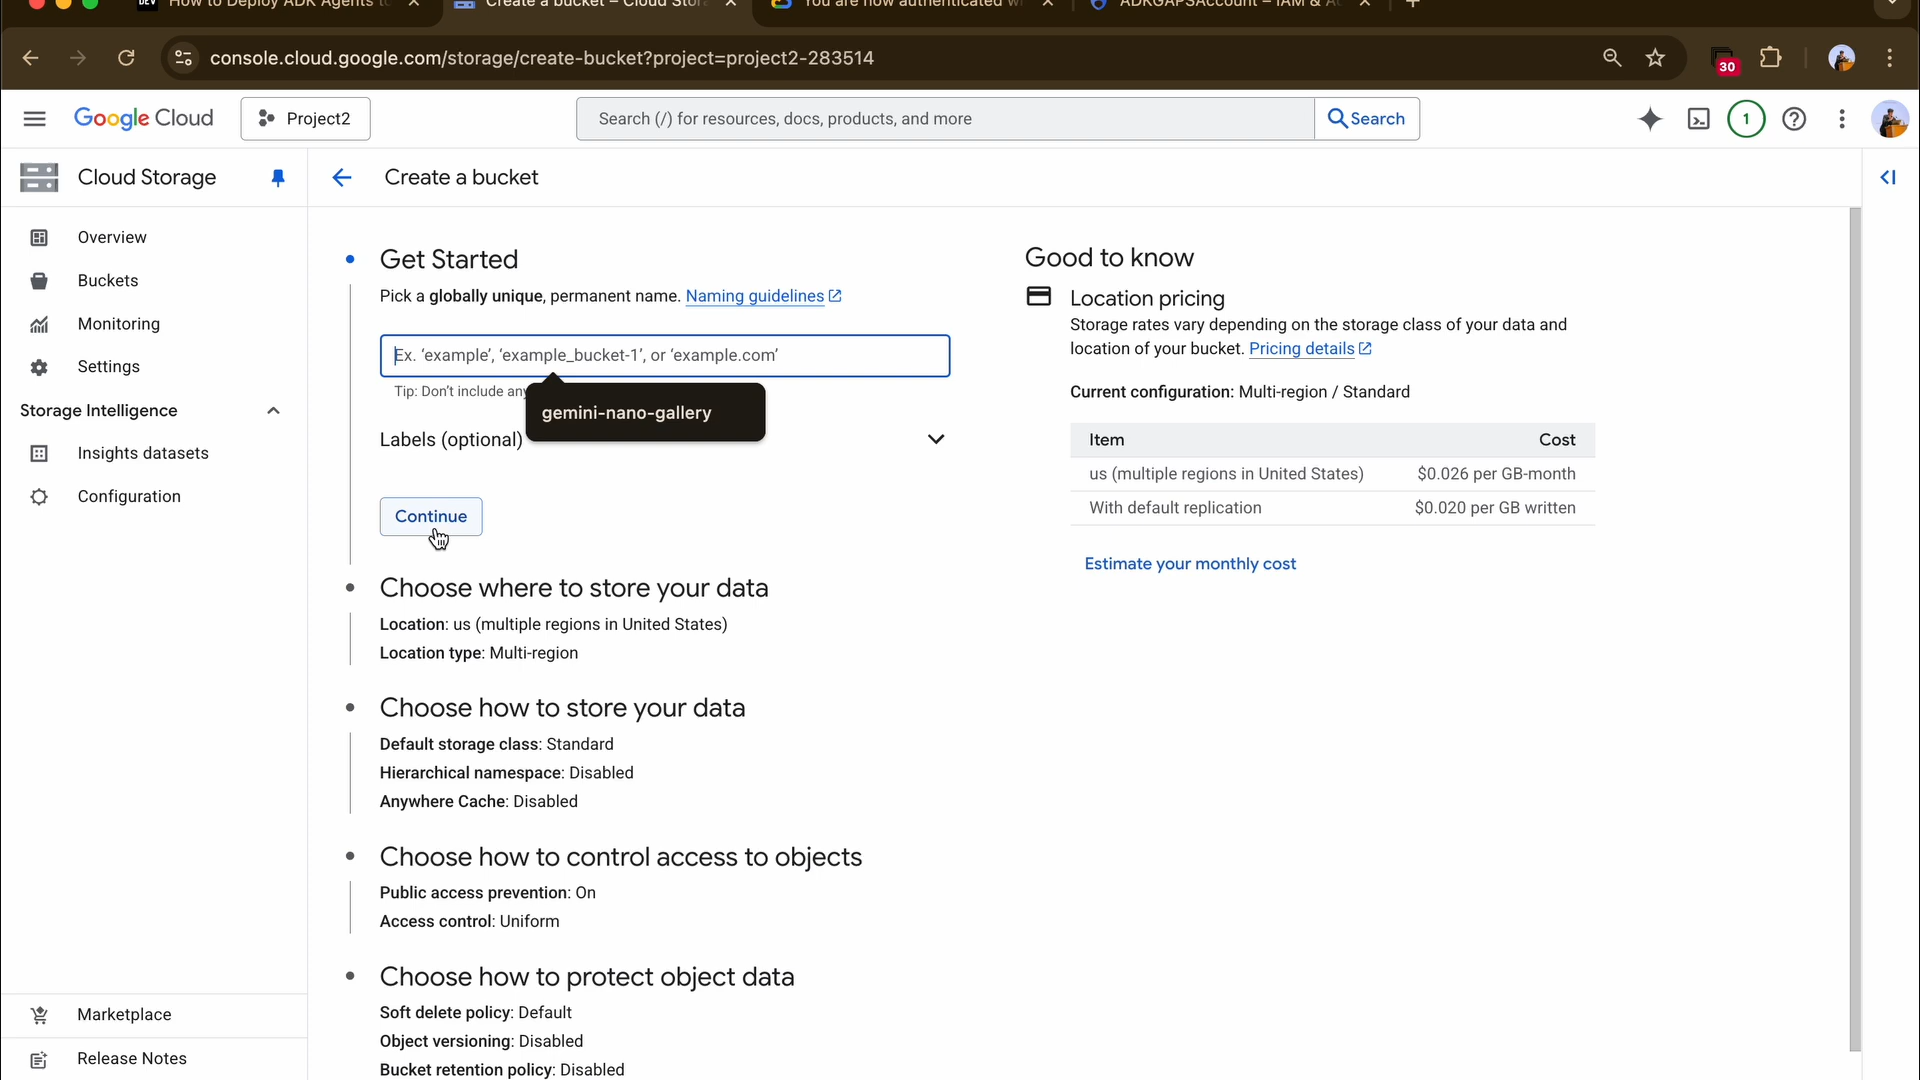 DEV How to Deploy ADK Agents to
Create a bucket – Cloud Stor
You are now authenticated w
ADKGAPSAccount – IAM & A
console.cloud.google.com/storage/create-bucket?project=project2-283514
30
Google Cloud
Project2
Search (/) for resources, docs, products, and more
Search
1
Cloud Storage
Create a bucket
Overview
Buckets
Monitoring
Settings
Storage Intelligence
Insights datasets
Configuration
Marketplace
Release Notes
Get Started
Pick a globally unique, permanent name. Naming guidelines
Ex. ‘example’, ‘example_bucket-1’, or ‘example.com’
Tip: Don’t include any
gemini-nano-gallery
Labels (optional)
Continue
Choose where to store your data
Location: us (multiple regions in United States)
Location type: Multi-region
Choose how to store your data
Default storage class: Standard
Hierarchical namespace: Disabled
Anywhere Cache: Disabled
Choose how to control access to objects
Public access prevention: On
Access control: Uniform
Choose how to protect object data
Soft delete policy: Default
Object versioning: Disabled
Bucket retention policy: Disabled
Good to know
Location pricing
Storage rates vary depending on the storage class of your data and
location of your bucket. Pricing details
Current configuration: Multi-region / Standard
Item Cost
us (multiple regions in United States) $0.026 per GB-month
With default replication $0.020 per GB written
Estimate your monthly cost